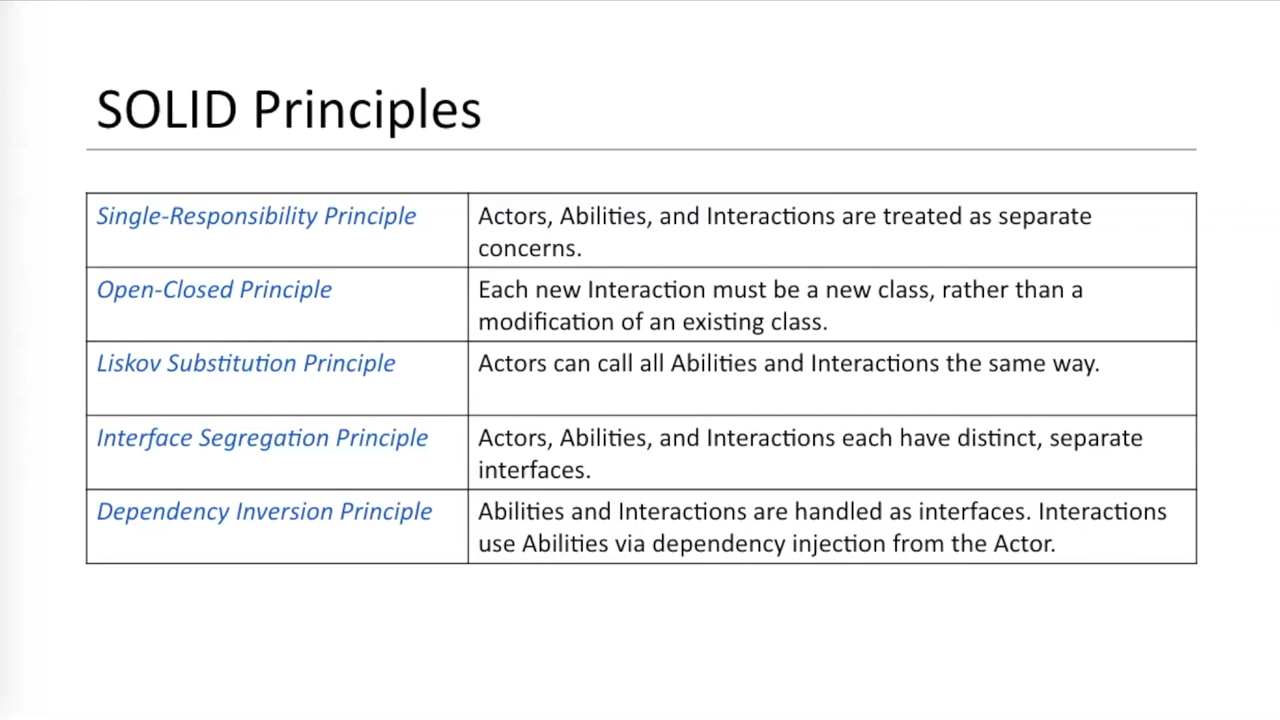 SOLID Principles
Single-Responsibility Principle
Actors, Abilities, and Interactions are treated as separate
concerns.
Open-Closed Principle
Each new Interaction must be a new class, rather than a
modification of an existing class.
Liskov Substitution Principle
Actors can call all Abilities and Interactions the same way.
Interface Segregation Principle
Actors, Abilities, and Interactions each have distinct, separate
interfaces.
Dependency Inversion Principle
Abilities and Interactions are handled as interfaces. Interactions
use Abilities via dependency injection from the Actor.